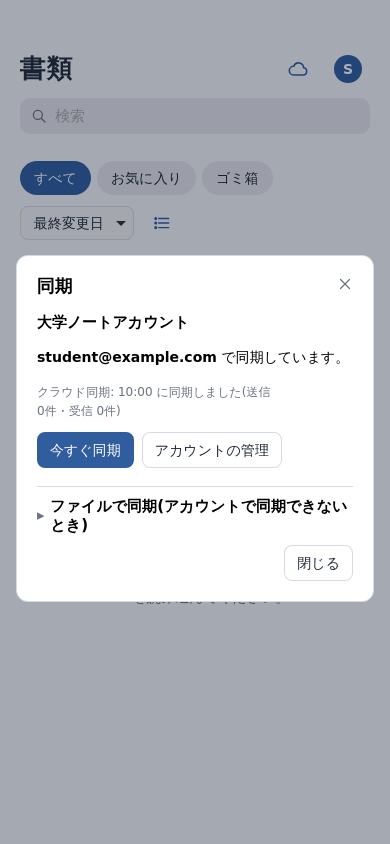 書類
S
検索
すべて
お気に入り
ゴミ箱
最終変更日
同期
大学ノートアカウント
student@example.com で同期しています。
クラウド同期: 10:00 に同期しました(送信
0件・受信 0件)
今すぐ同期
アカウントの管理
ファイルで同期(アカウントで同期できない
とき)
閉じる